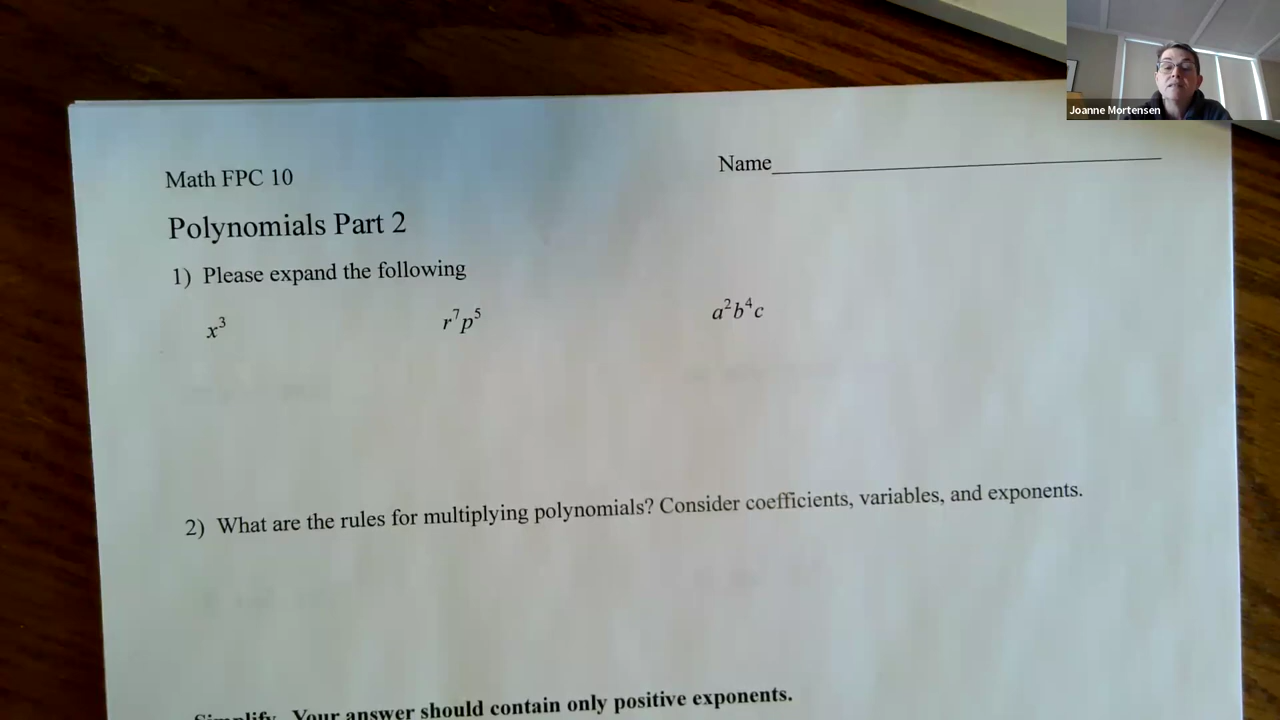 Joanne Mortensen
Math FPC 10
Name
Polynomials Part 2
1) Please expand the following
x³ r⁷p⁵ a²b⁴c
2) What are the rules for multiplying polynomials? Consider coefficients, variables, and exponents.
Simplify. Your answer should contain only positive exponents.